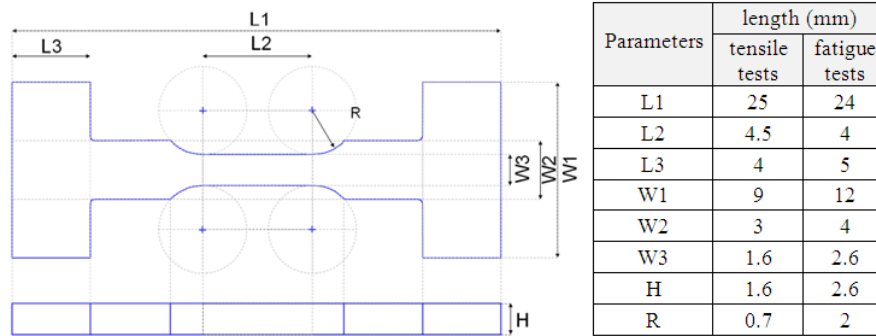 L1
L3
L2
R
W3
W2
W1
H
Parameters
length (mm)
tensile tests
fatigue tests
L1 25 24
L2 4.5 4
L3 4 5
W1 9 12
W2 3 4
W3 1.6 2.6
H 1.6 2.6
R 0.7 2